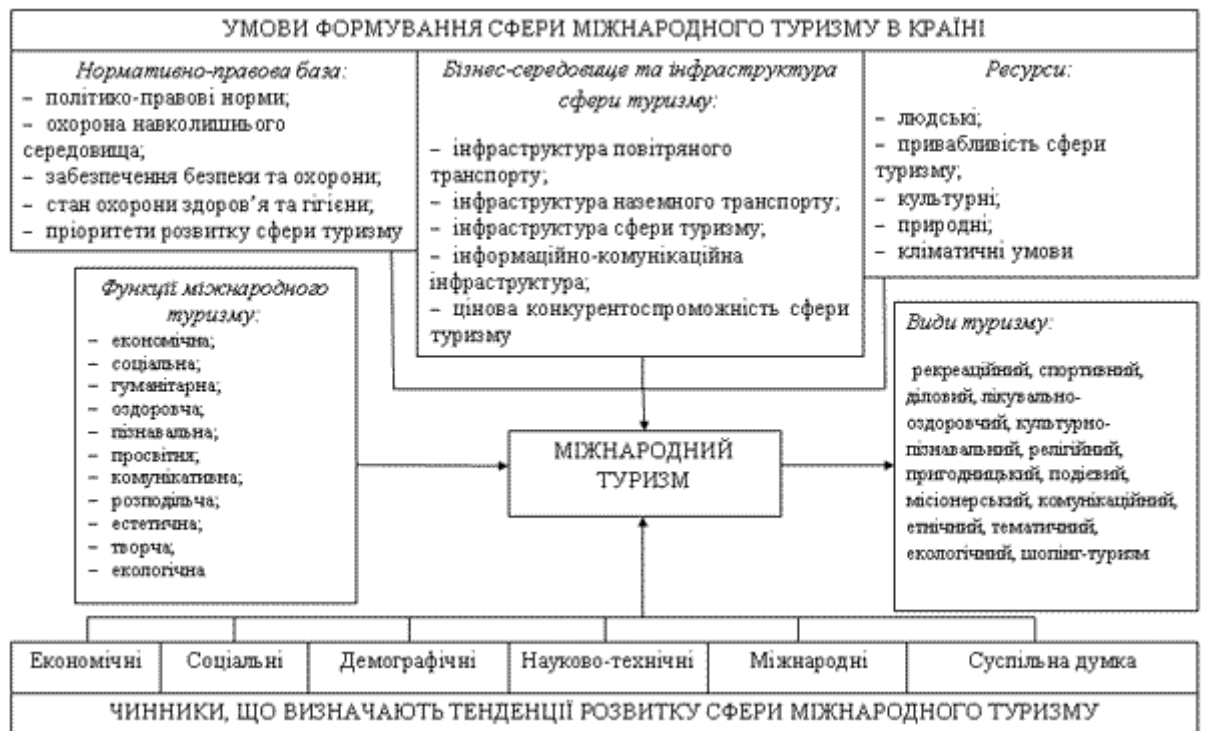 УМОВИ ФОРМУВАННЯ СФЕРИ МІЖНАРОДНОГО ТУРИЗМУ В КРАЇНІ
Нормативно-правова база:
– політико-правові норми;
– охорона навколишнього
середовища;
– забезпечення безпеки та охорони;
– стан охорони здоров’я та гігієни;
– пріоритети розвитку сфери туризму
Бізнес-середовище та інфраструктура
сфери туризму:
– інфраструктура повітряного
транспорту;
– інфраструктура наземного транспорту;
– інфраструктура сфери туризму;
– інформаційно-комунікаційна
інфраструктура;
– цінова конкурентоспроможність сфери
туризму
Ресурси:
– людські;
– привабливість сфери
туризму;
– культурні;
– природні;
– кліматичні умови
Функції міжнародного
туризму:
– економічна;
– соціальна;
– гуманітарна;
– оздоровча;
– пізнавальна;
– просвітня;
– комунікативна;
– розподільча;
– естетична;
– творча;
– екологічна
МІЖНАРОДНИЙ
ТУРИЗМ
Види туризму:
рекреаційний, спортивний,
діловий, лікувально-
оздоровчий, культурно-
пізнавальний, релігійний,
пригодницький, подієвий,
місіонерський, комунікаційний,
етнічний, тематичний,
екологічний, шопінг-туризм
Економічні
Соціальні
Демографічні
Науково-технічні
Міжнародні
Суспільна думка
ЧИННИКИ, ЩО ВИЗНАЧАЮТЬ ТЕНДЕНЦІЇ РОЗВИТКУ СФЕРИ МІЖНАРОДНОГО ТУРИЗМУ